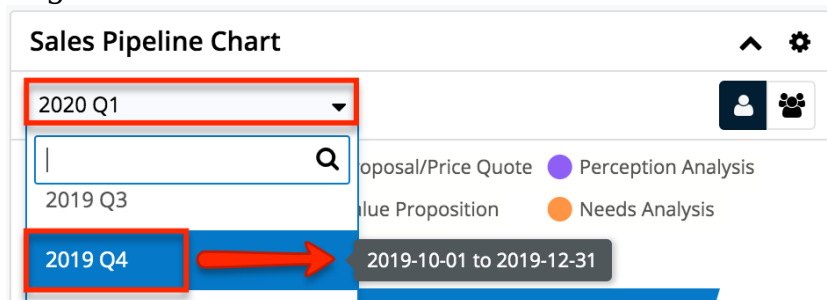 Sales Pipeline Chart
2020 Q1
oposal/Price Quote Perception Analysis
2019 Q3
lue Proposition Needs Analysis
2019 Q4
2019-10-01 to 2019-12-31